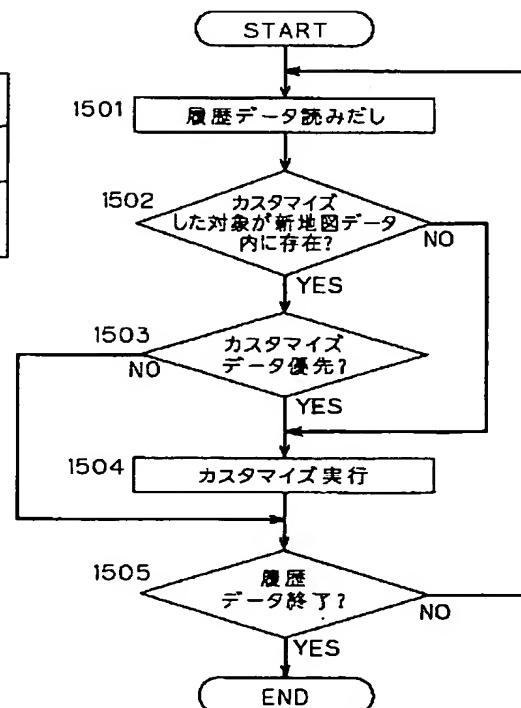 START
1501
履歴データ読みだし
1502
カスタマイズ
した対象が新地図データ
内に存在?
NO
YES
1503
カスタマイズ
データ優先?
NO
YES
1504
カスタマイズ実行
1505
履歴
データ終了?
NO
YES
END